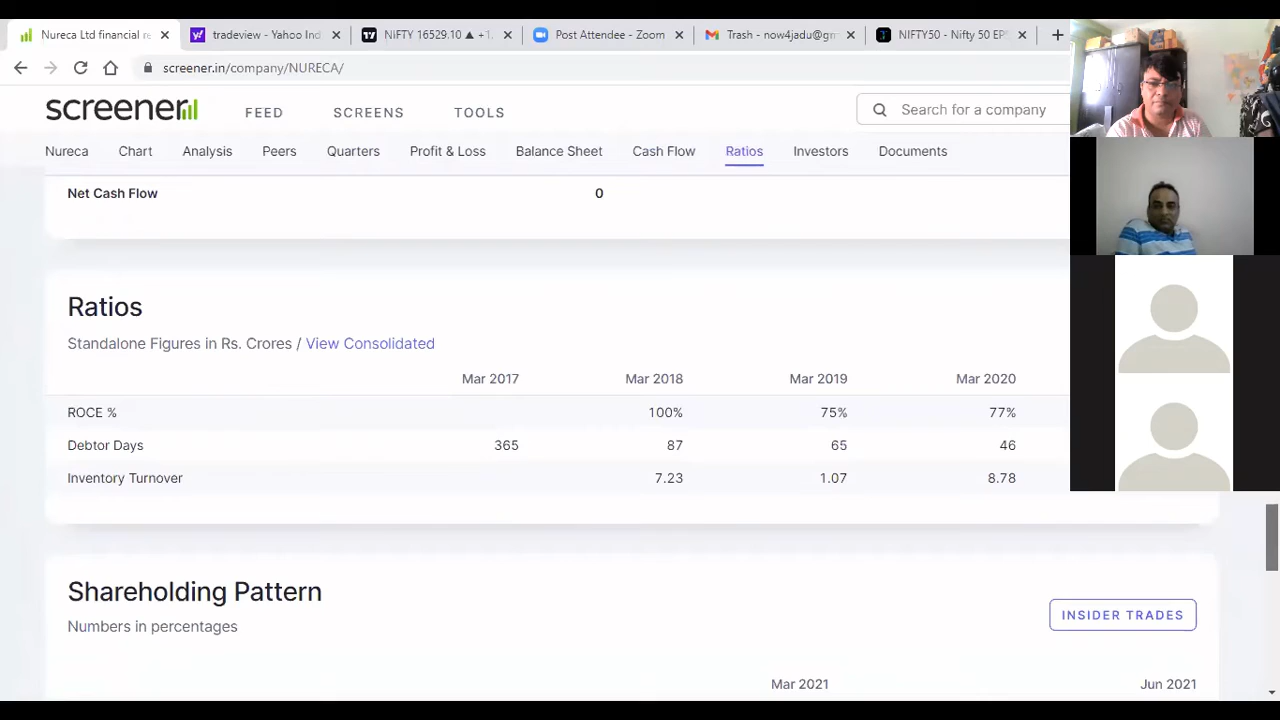 Nureca Ltd financial re
tradeview - Yahoo Ind
NIFTY 16529.10 ▲ +1.
Post Attendee - Zoom
Trash - now4jadu@gm
NIFTY50 - Nifty 50 EP
screener.in/company/NURECA/
screener
FEED
SCREENS
TOOLS
Search for a company
Nureca
Chart
Analysis
Peers
Quarters
Profit & Loss
Balance Sheet
Cash Flow
Ratios
Investors
Documents
Net Cash Flow 0
Ratios
Standalone Figures in Rs. Crores / View Consolidated
Mar 2017 Mar 2018 Mar 2019 Mar 2020
ROCE % 100% 75% 77%
Debtor Days 365 87 65 46
Inventory Turnover 7.23 1.07 8.78
Shareholding Pattern
Numbers in percentages
INSIDER TRADES
Mar 2021 Jun 2021